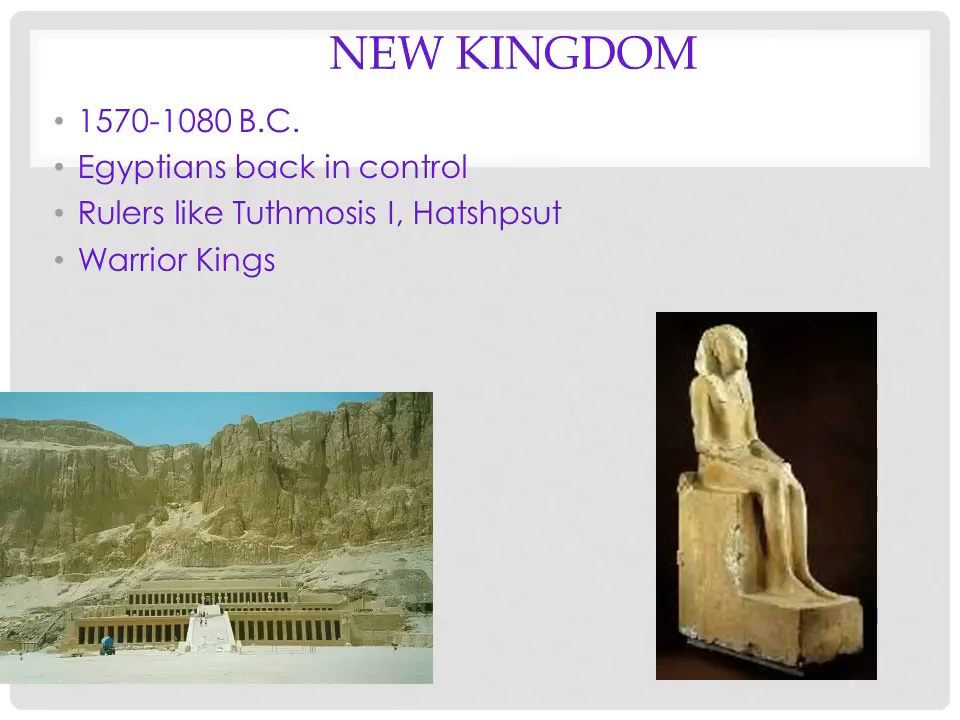 NEW KINGDOM
• 1570-1080 B.C.
• Egyptians back in control
• Rulers like Tuthmosis I, Hatshpsut
• Warrior Kings